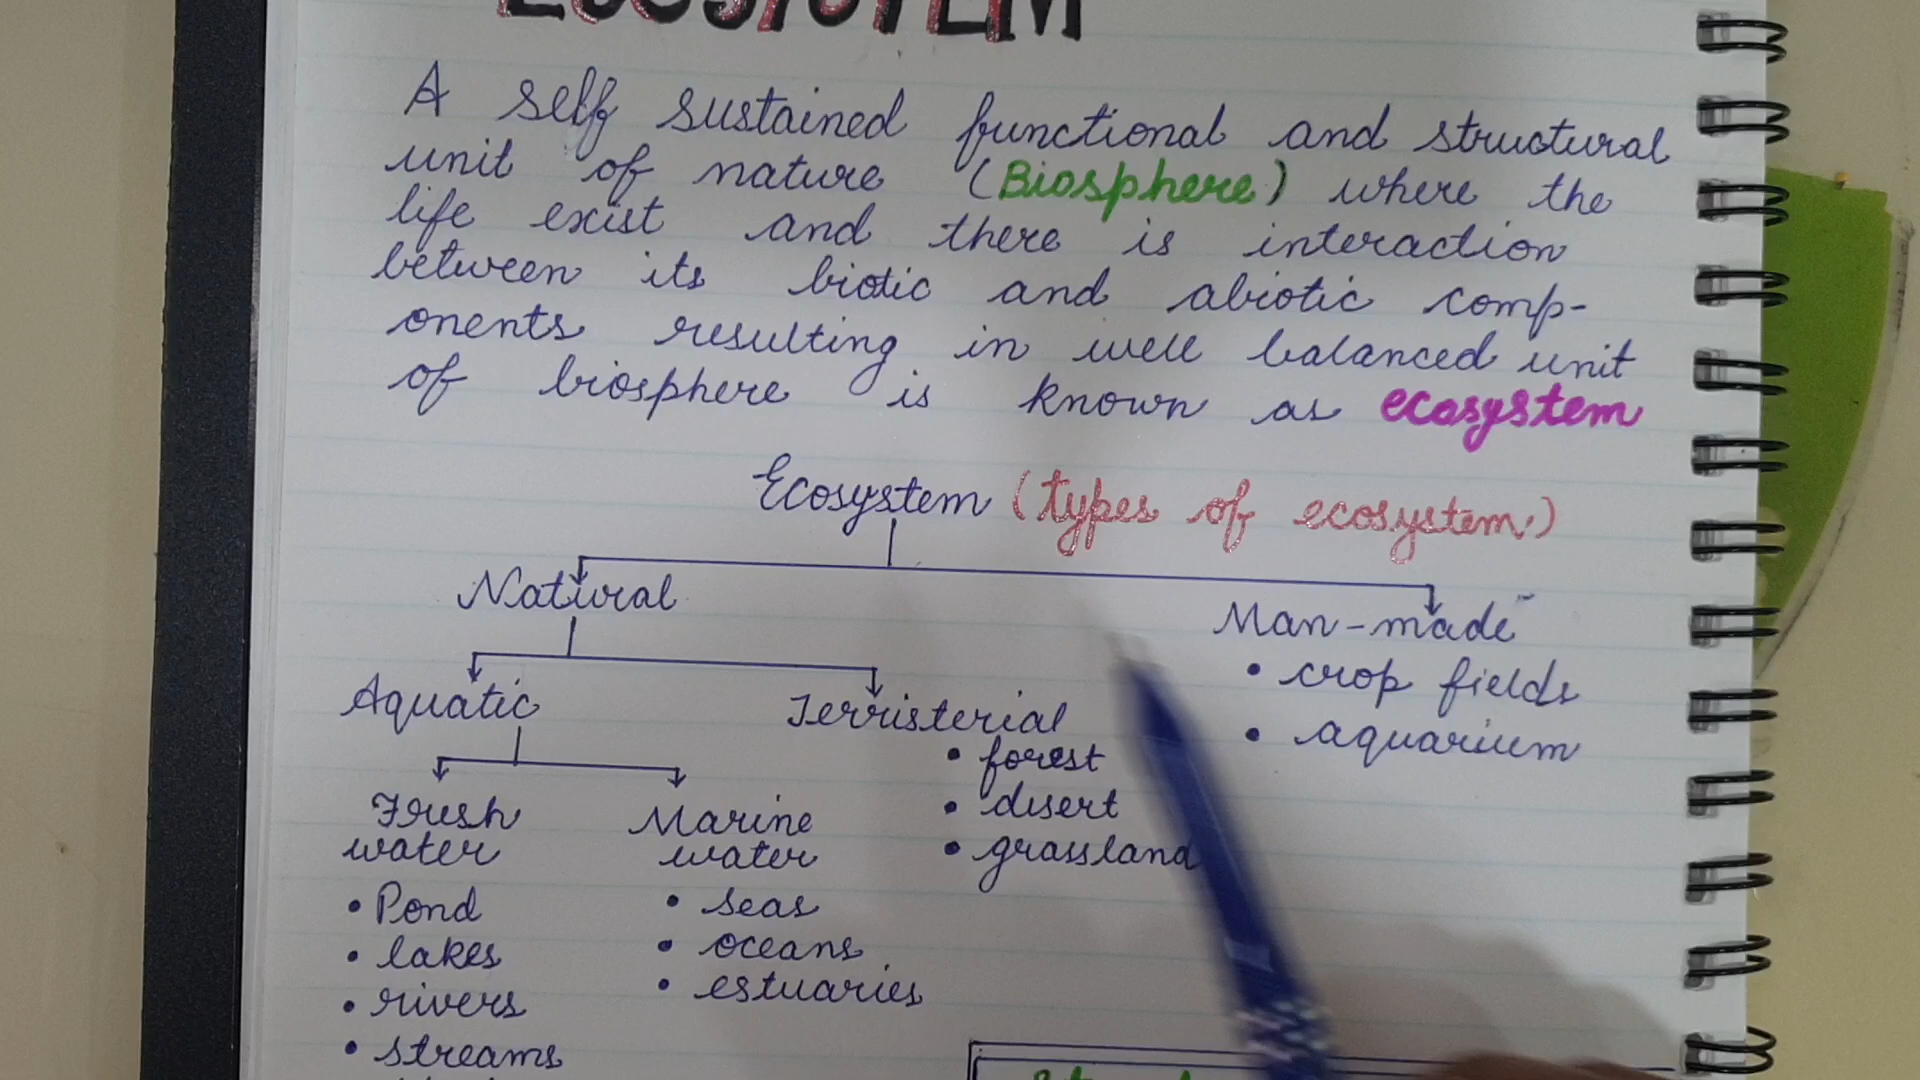 ECOSYSTEM
A self sustained functional and structural
unit of nature (Biosphere) where the
life exist and there is interaction
between its biotic and abiotic comp-
onents resulting in well balanced unit
of biosphere is known as ecosystem
Ecosystem (types of ecosystem)
Natural
Man-made
• crop fields
• aquarium
Aquatic
Terristerial
• forest
• disert
• grassland
Fresh
water
• Pond
• lakes
• rivers
• streams
Marine
water
• seas
• oceans
• estuaries